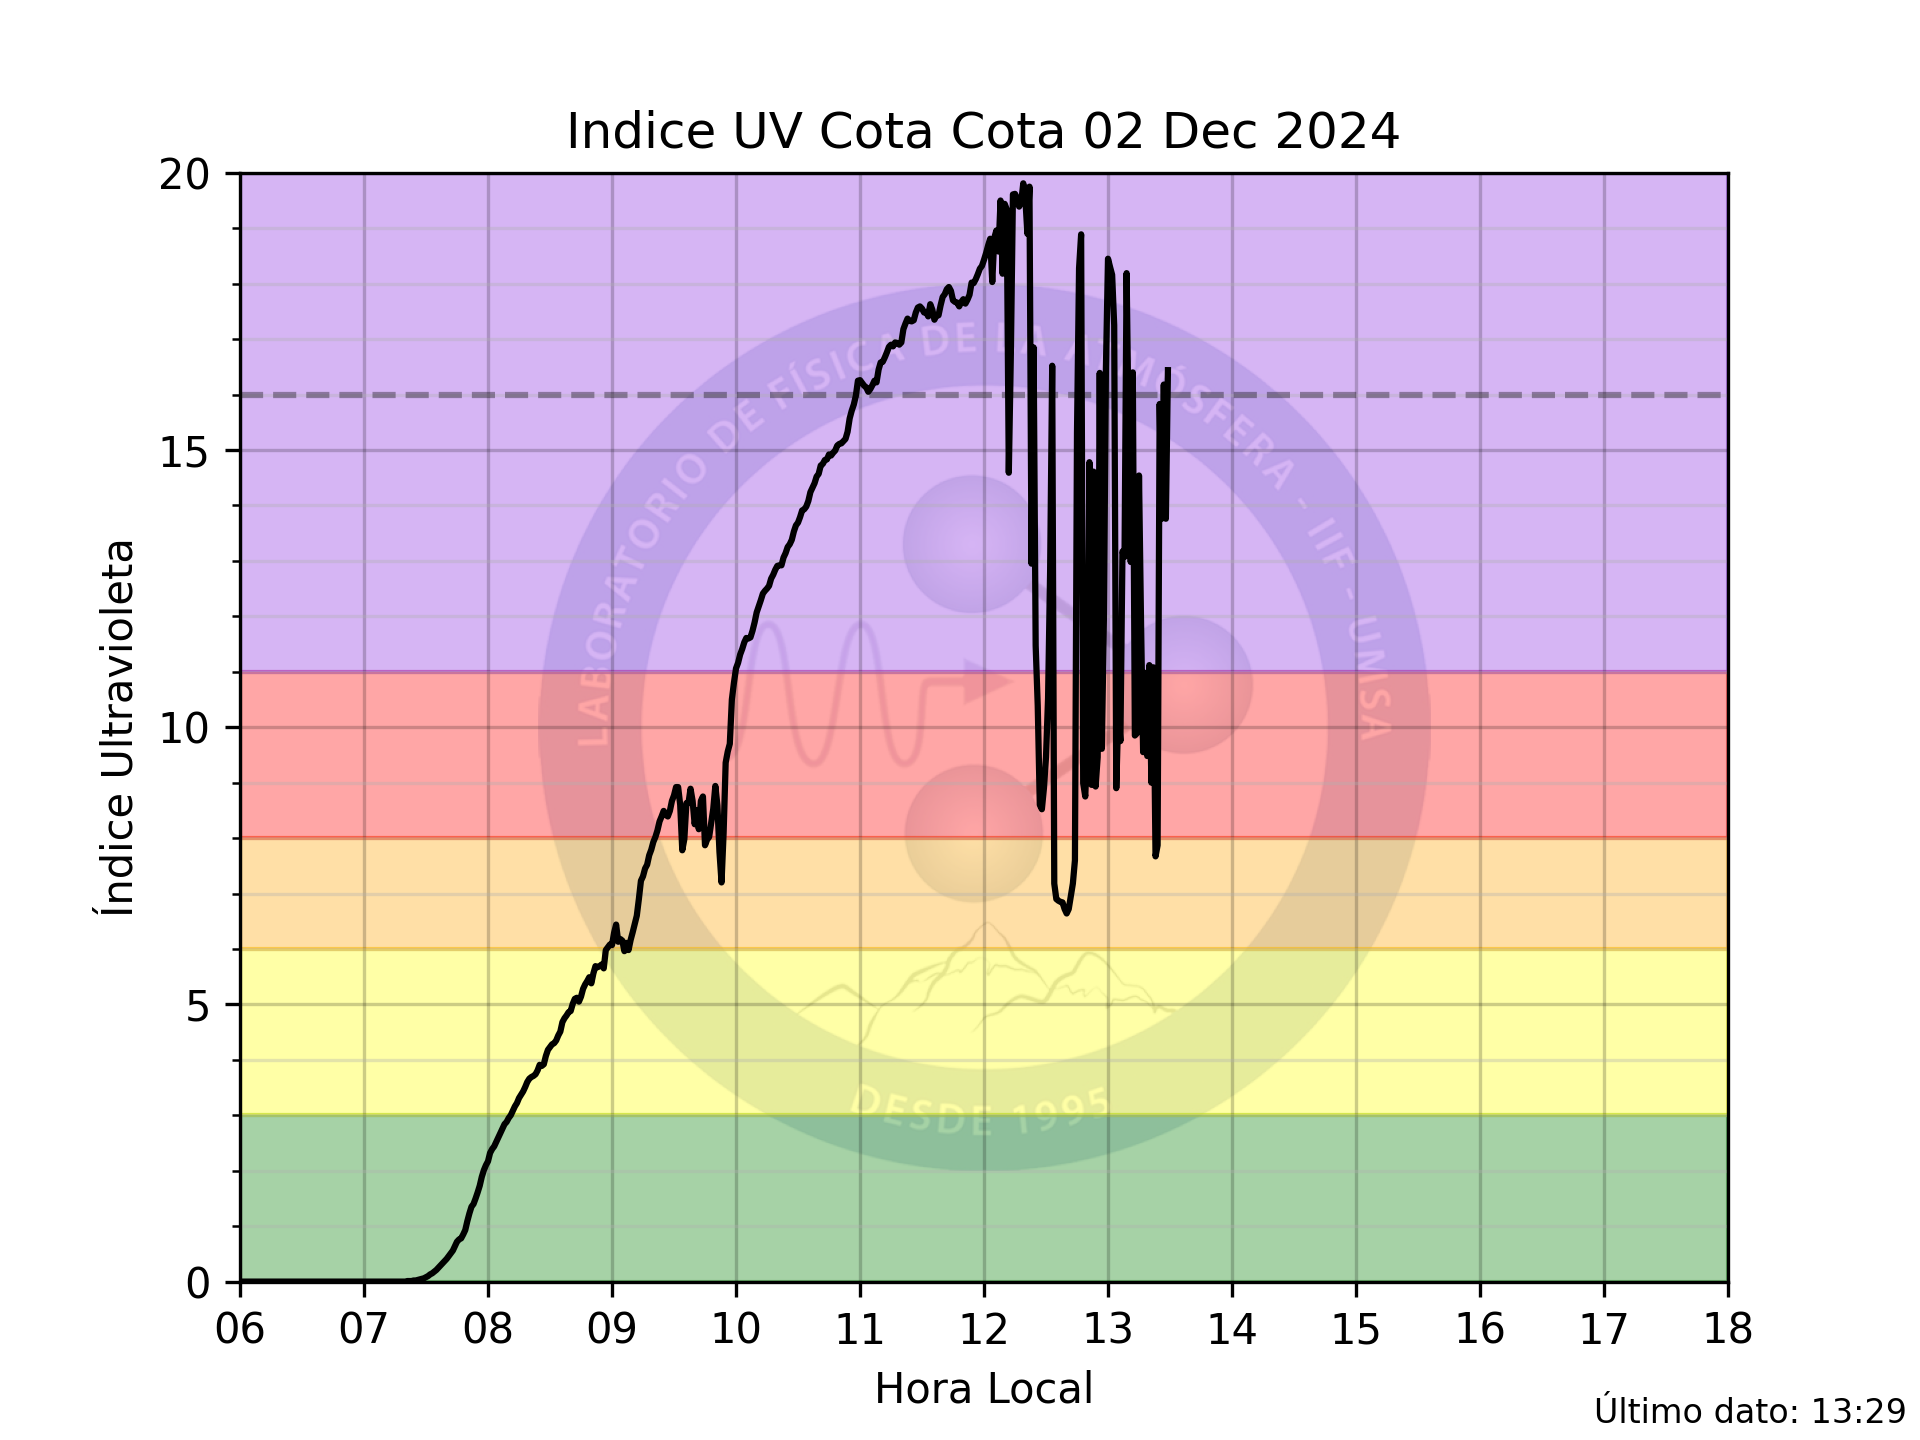 Indice UV Cota Cota 02 Dec 2024
20
15
10
5
0
Índice Ultravioleta
LABORATORIO DE FÍSICA DE LA ATMÓSFERA - IIF - UMSA
DESDE 1995
06 07 08 09 10 11 12 13 14 15 16 17 18
Hora Local
Último dato: 13:29